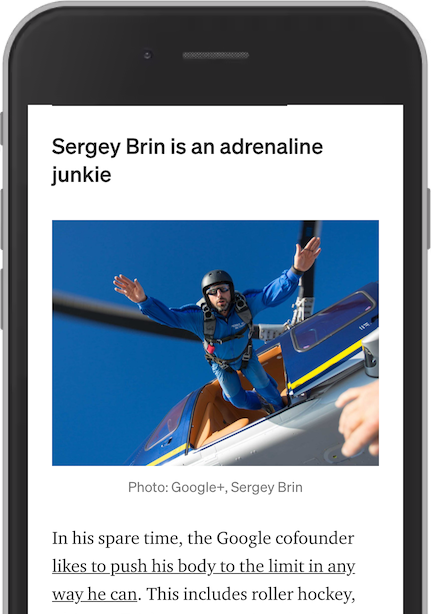 Sergey Brin is an adrenaline
junkie
Photo: Google+, Sergey Brin
In his spare time, the Google cofounder
likes to push his body to the limit in any
way he can. This includes roller hockey,